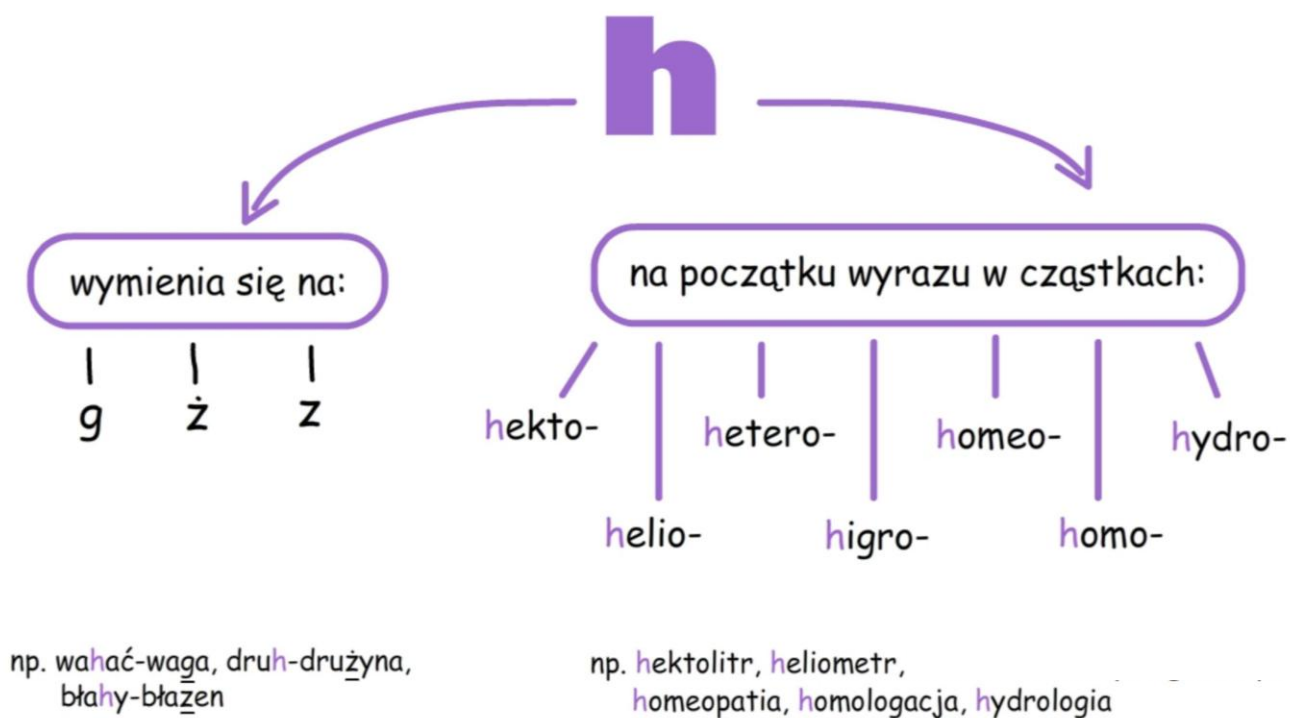 h
wymienia się na:
na początku wyrazu w cząstkach:
g ż z
hekto- hetero- homeo- hydro-
helio- higro- homo-
np. wahać-waga, druh-drużyna,
błahy-błazen
np. hektolitr, heliometr,
homeopatia, homologacja, hydrologia